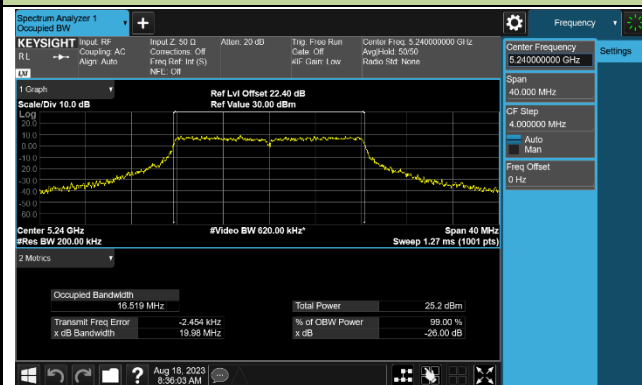 Spectrum Analyzer 1
Occupied BW
+
Frequency
KEYSIGHT
RL
LXI
Input: RF
Coupling: AC
Align: Auto
Input Z: 50 Ω
Corrections: Off
Freq Ref: Int (S)
NFE: Off
Atten: 20 dB
Trig: Free Run
Gate: Off
#IF Gain: Low
Center Freq: 5.240000000 GHz
Avg|Hold: 50/50
Radio Std: None
Center Frequency
5.240000000 GHz
Settings
Span
40.000 MHz
CF Step
4.000000 MHz
Auto
Man
Freq Offset
0 Hz
1 Graph
Scale/Div 10.0 dB
Ref Lvl Offset 22.40 dB
Ref Value 30.00 dBm
Log
20.0
10.0
0.00
-10.0
-20.0
-30.0
-40.0
-50.0
-60.0
Center 5.24 GHz
#Res BW 200.00 kHz
#Video BW 620.00 kHz*
Span 40 MHz
Sweep 1.27 ms (1001 pts)
2 Metrics
Occupied Bandwidth
16.519 MHz
Total Power 25.2 dBm
Transmit Freq Error -2.454 kHz
% of OBW Power 99.00 %
x dB Bandwidth 19.98 MHz
x dB -26.00 dB
?
Aug 18, 2023
8:36:03 AM